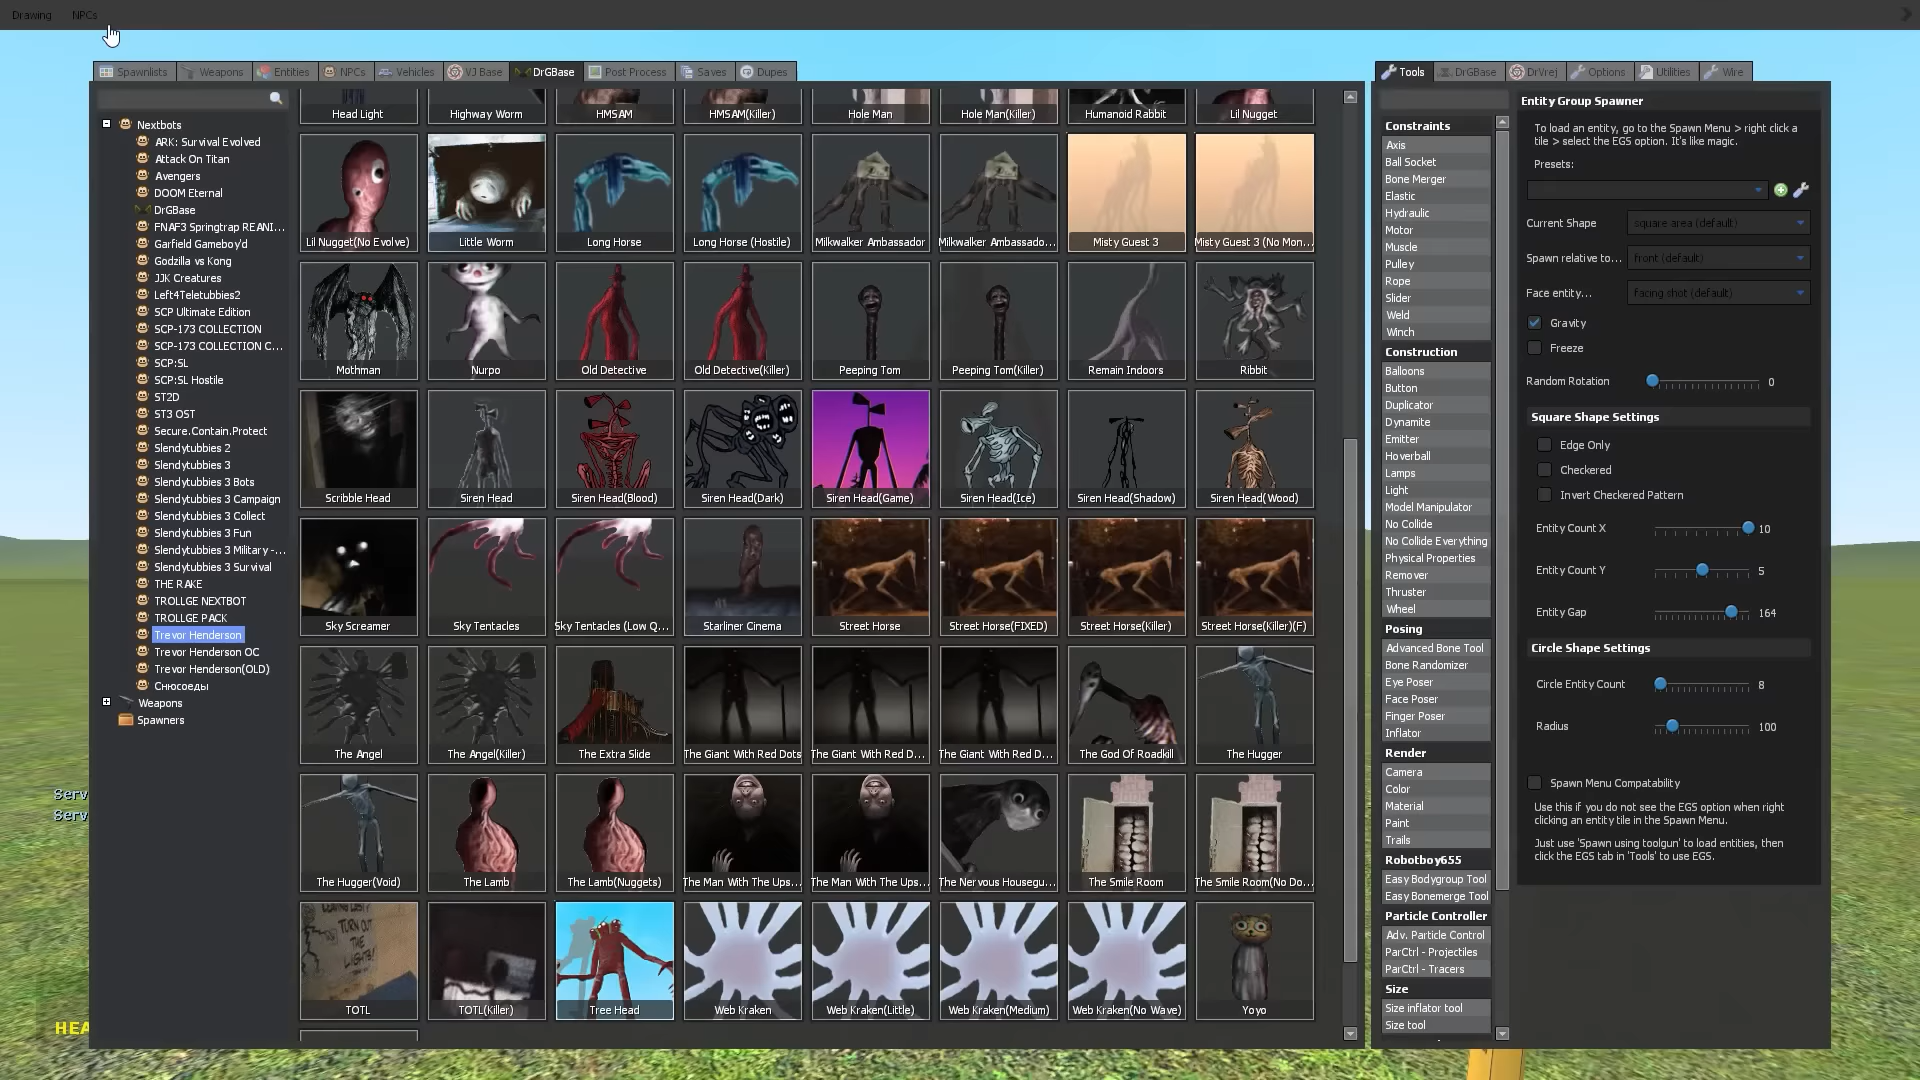 Drawing
NPCs
Spawnlists
Weapons
Entities
NPCs
Vehicles
VJ Base
DrGBase
Post Process
Saves
Dupes
Nextbots
ARK: Survival Evolved
Attack On Titan
Avengers
DOOM Eternal
DrGBase
FNAF3 Springtrap REANI...
Garfield Gameboy'd
Godzilla vs Kong
JJK Creatures
Left4Teletubbies2
SCP Ultimate Edition
SCP-173 COLLECTION
SCP-173 COLLECTION C...
SCP:SL
SCP:SL Hostile
ST2D
ST3 OST
Secure.Contain.Protect
Slendytubbies 2
Slendytubbies 3
Slendytubbies 3 Bots
Slendytubbies 3 Campaign
Slendytubbies 3 Collect
Slendytubbies 3 Fun
Slendytubbies 3 Military -...
Slendytubbies 3 Survival
THE RAKE
TROLLGE NEXTBOT
TROLLGE PACK
Trevor Henderson
Trevor Henderson OC
Trevor Henderson(OLD)
Снюсоеды
Weapons
Spawners
Serv
Serv
HEA
Head Light
Highway Worm
HMSAM
HMSAM(Killer)
Hole Man
Hole Man(Killer)
Humanoid Rabbit
Lil Nugget
Lil Nugget(No Evolve)
Little Worm
Long Horse
Long Horse (Hostile)
Milkwalker Ambassador
Milkwalker Ambassado...
Misty Guest 3
Misty Guest 3 (No Mon...
Mothman
Nurpo
Old Detective
Old Detective(Killer)
Peeping Tom
Peeping Tom(Killer)
Remain Indoors
Ribbit
Scribble Head
Siren Head
Siren Head(Blood)
Siren Head(Dark)
Siren Head(Game)
Siren Head(Ice)
Siren Head(Shadow)
Siren Head(Wood)
Sky Screamer
Sky Tentacles
Sky Tentacles (Low Q...
Starliner Cinema
Street Horse
Street Horse(FIXED)
Street Horse(Killer)
Street Horse(Killer)(F)
The Angel
The Angel(Killer)
The Extra Slide
The Giant With Red Dots
The Giant With Red D...
The Giant With Red D...
The God Of Roadkill
The Hugger
The Hugger(Void)
The Lamb
The Lamb(Nuggets)
The Man With The Ups...
The Man With The Ups...
The Nervous Housegu...
The Smile Room
The Smile Room(No Do...
TURN OUT
THE
LIGHTS!
TOTL
TOTL(Killer)
Tree Head
Web Kraken
Web Kraken(Little)
Web Kraken(Medium)
Web Kraken(No Wave)
Yoyo
Tools
DrGBase
DrVrej
Options
Utilities
Wire
Constraints
Axis
Ball Socket
Bone Merger
Elastic
Hydraulic
Motor
Muscle
Pulley
Rope
Slider
Weld
Winch
Construction
Balloons
Button
Duplicator
Dynamite
Emitter
Hoverball
Lamps
Light
Model Manipulator
No Collide
No Collide Everything
Physical Properties
Remover
Thruster
Wheel
Posing
Advanced Bone Tool
Bone Randomizer
Eye Poser
Face Poser
Finger Poser
Inflator
Render
Camera
Color
Material
Paint
Trails
Robotboy655
Easy Bodygroup Tool
Easy Bonemerge Tool
Particle Controller
Adv. Particle Control
ParCtrl - Projectiles
ParCtrl - Tracers
Size
Size inflator tool
Size tool
Entity Group Spawner
To load an entity, go to the Spawn Menu > right click a
tile > select the EGS option. It's like magic.
Presets:
Current Shape
square area (default)
Spawn relative to...
front (default)
Face entity...
facing shot (default)
Gravity
Freeze
Random Rotation
0
Square Shape Settings
Edge Only
Checkered
Invert Checkered Pattern
Entity Count X
10
Entity Count Y
5
Entity Gap
164
Circle Shape Settings
Circle Entity Count
8
Radius
100
Spawn Menu Compatability
Use this if you do not see the EGS option when right
clicking an entity tile in the Spawn Menu.
Just use 'Spawn using toolgun' to load entities, then
click the EGS tab in 'Tools' to use EGS.